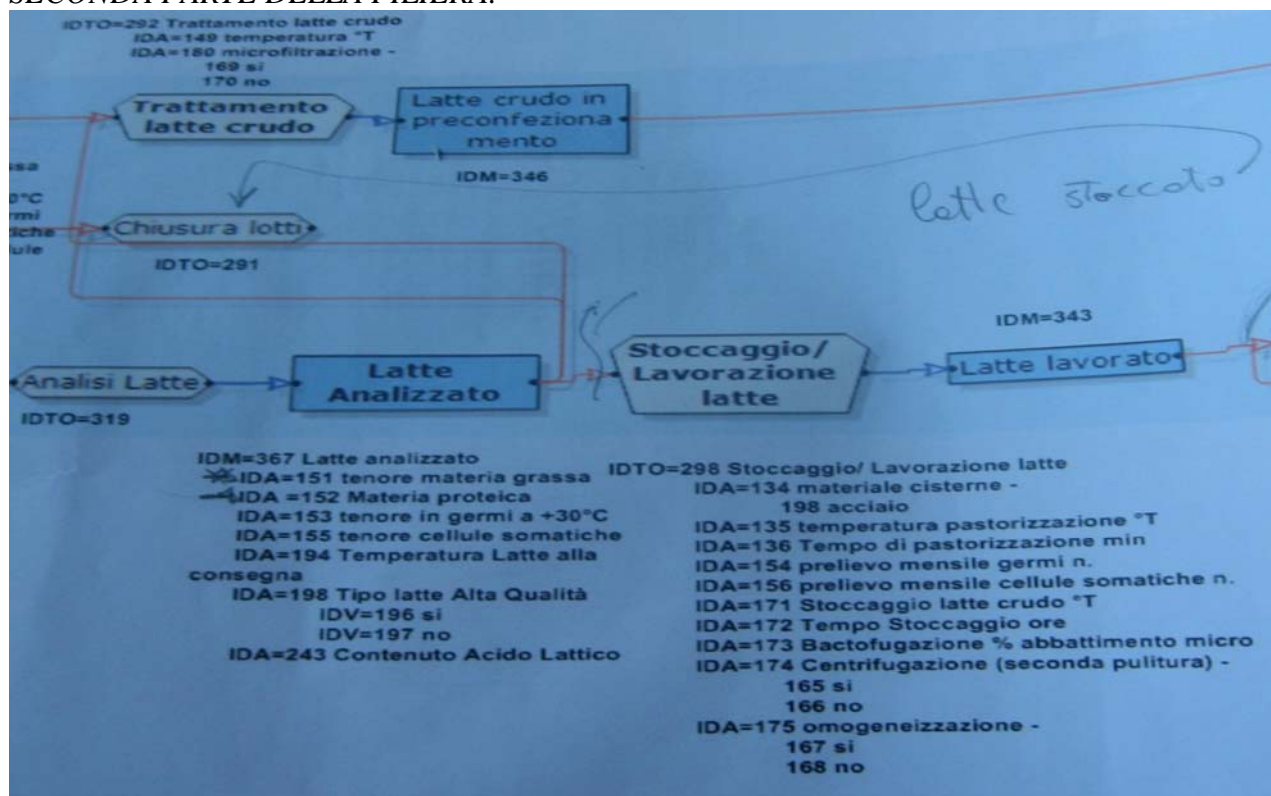 SECONDA PARTE DELLA FILIERA:
IDTO=292 Trattamento latte crudo
IDA=149 temperatura °T
IDA=180 microfiltrazione -
169 si
170 no
Trattamento
latte crudo
Latte crudo in
preconfeziona
mento
IDM=346
latte stoccato
Chiusura lotti
IDTO=291
ssa
0°C
rmi
tiche
lule
IDM=343
Analisi Latte
IDTO=319
Latte
Analizzato
Stoccaggio/
Lavorazione
latte
Latte lavorato
IDM=367 Latte analizzato
IDA=151 tenore materia grassa
IDA =152 Materia proteica
IDA=153 tenore in germi a +30°C
IDA=155 tenore cellule somatiche
IDA=194 Temperatura Latte alla
consegna
IDA=198 Tipo latte Alta Qualità
IDV=196 si
IDV=197 no
IDA=243 Contenuto Acido Lattico
IDTO=298 Stoccaggio/ Lavorazione latte
IDA=134 materiale cisterne -
198 acciaio
IDA=135 temperatura pastorizzazione °T
IDA=136 Tempo di pastorizzazione min
IDA=154 prelievo mensile germi n.
IDA=156 prelievo mensile cellule somatiche n.
IDA=171 Stoccaggio latte crudo °T
IDA=172 Tempo Stoccaggio ore
IDA=173 Bactofugazione % abbattimento micro
IDA=174 Centrifugazione (seconda pulitura) -
165 si
166 no
IDA=175 omogeneizzazione -
167 si
168 no